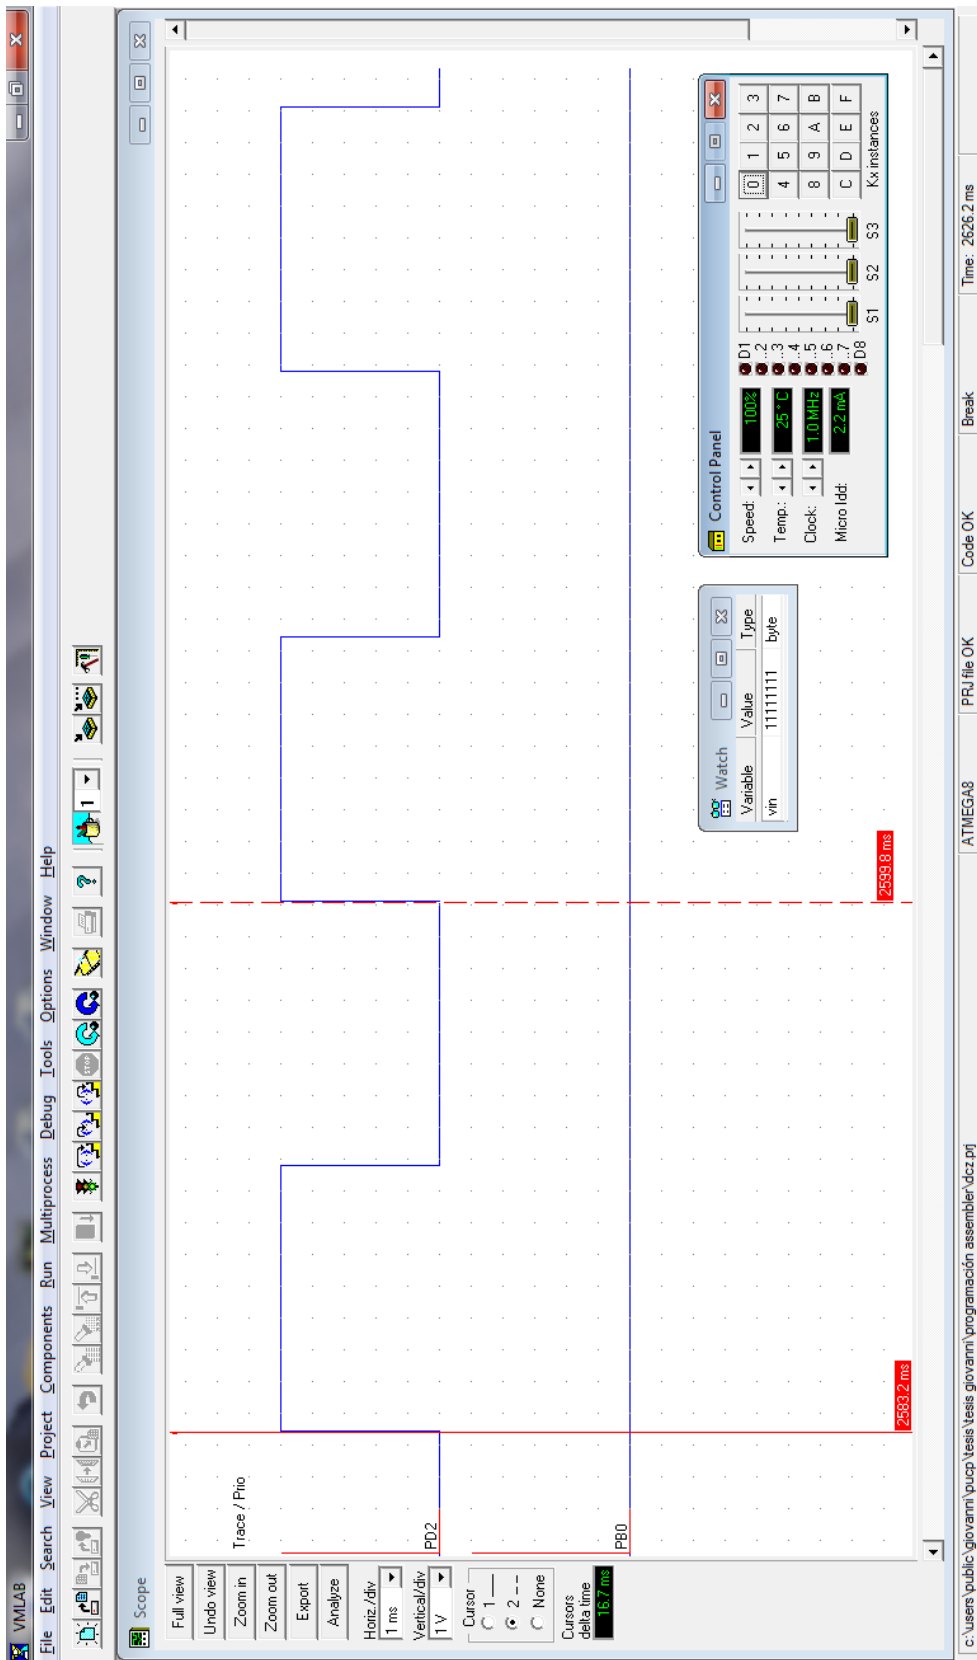 VMLAB
File Edit Search View Project Components Run Multiprocess Debug Tools Options Window Help
1
Scope
Full view
Undo view
Zoom in
Zoom out
Export
Analyze
Horiz./div
1 ms
Vertical/div
1 V
Cursor
1
2
None
Cursors
delta time
16.7 ms
Trace / Prio
PD2
PB0
2583.2 ms
2599.8 ms
Watch
Variable Value Type
vin 11111111 byte
Control Panel
Speed: 100%
Temp.: 25 ° C
Clock: 1.0 MHz
Micro Idd: 2.2 mA
D1
..2
..3
..4
..5
..6
..7
D8
S1 S2 S3
0 1 2 3
4 5 6 7
8 9 A B
C D E F
Kx instances
c:\users\public\giovanni\pucp\tesis\tesis giovanni\programación assembler\dcz.prj ATMEGA8 PRJ file OK Code OK Break Time: 2626.2 ms